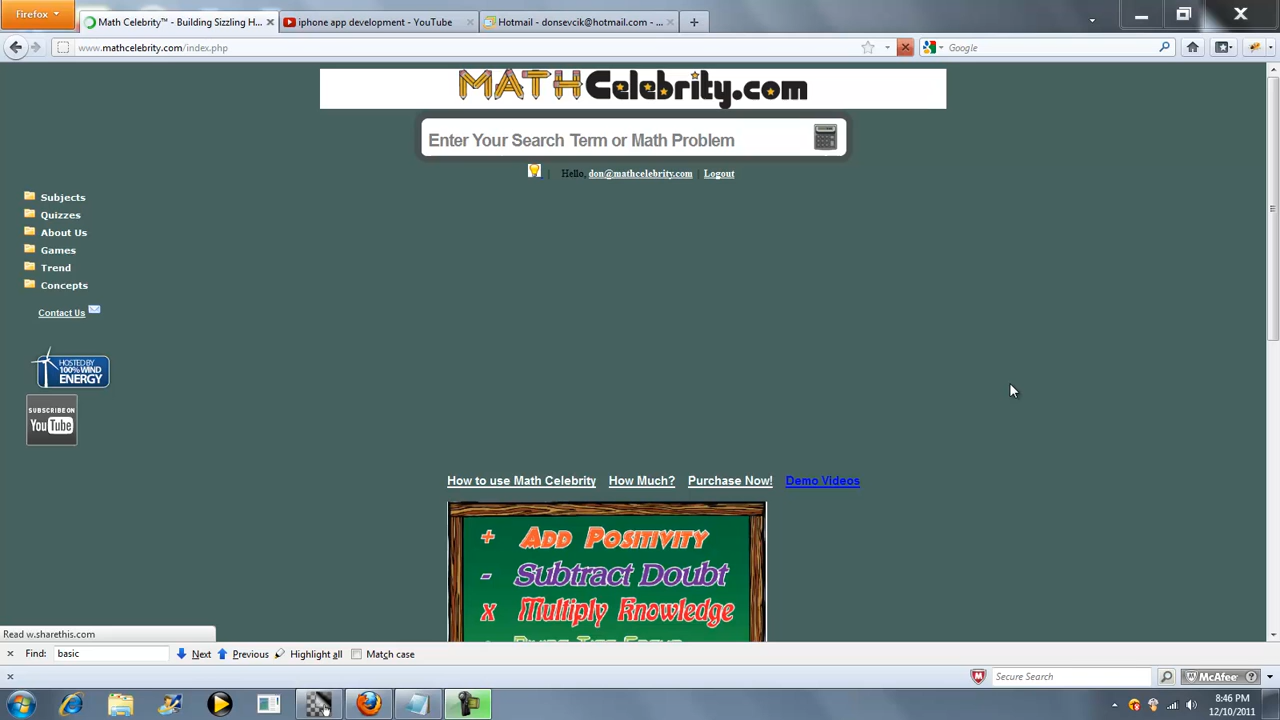 Firefox
Math Celebrity™ - Building Sizzling H...
iphone app development - YouTube
Hotmail - donsevcik@hotmail.com - ...
www.mathcelebrity.com/index.php
Google
MATHCelebrity.com
Enter Your Search Term or Math Problem
| Hello, don@mathcelebrity.com | Logout
Subjects
Quizzes
About Us
Games
Trend
Concepts
Contact Us
HOSTED BY
100% WIND
ENERGY
SUBSCRIBE ON
YouTube
How to use Math Celebrity How Much? Purchase Now! Demo Videos
+ Add Positivity
- Subtract Doubt
x Multiply Knowledge
Read w.sharethis.com
Find: basic Next Previous Highlight all Match case
Secure Search McAfee
8:46 PM
12/10/2011